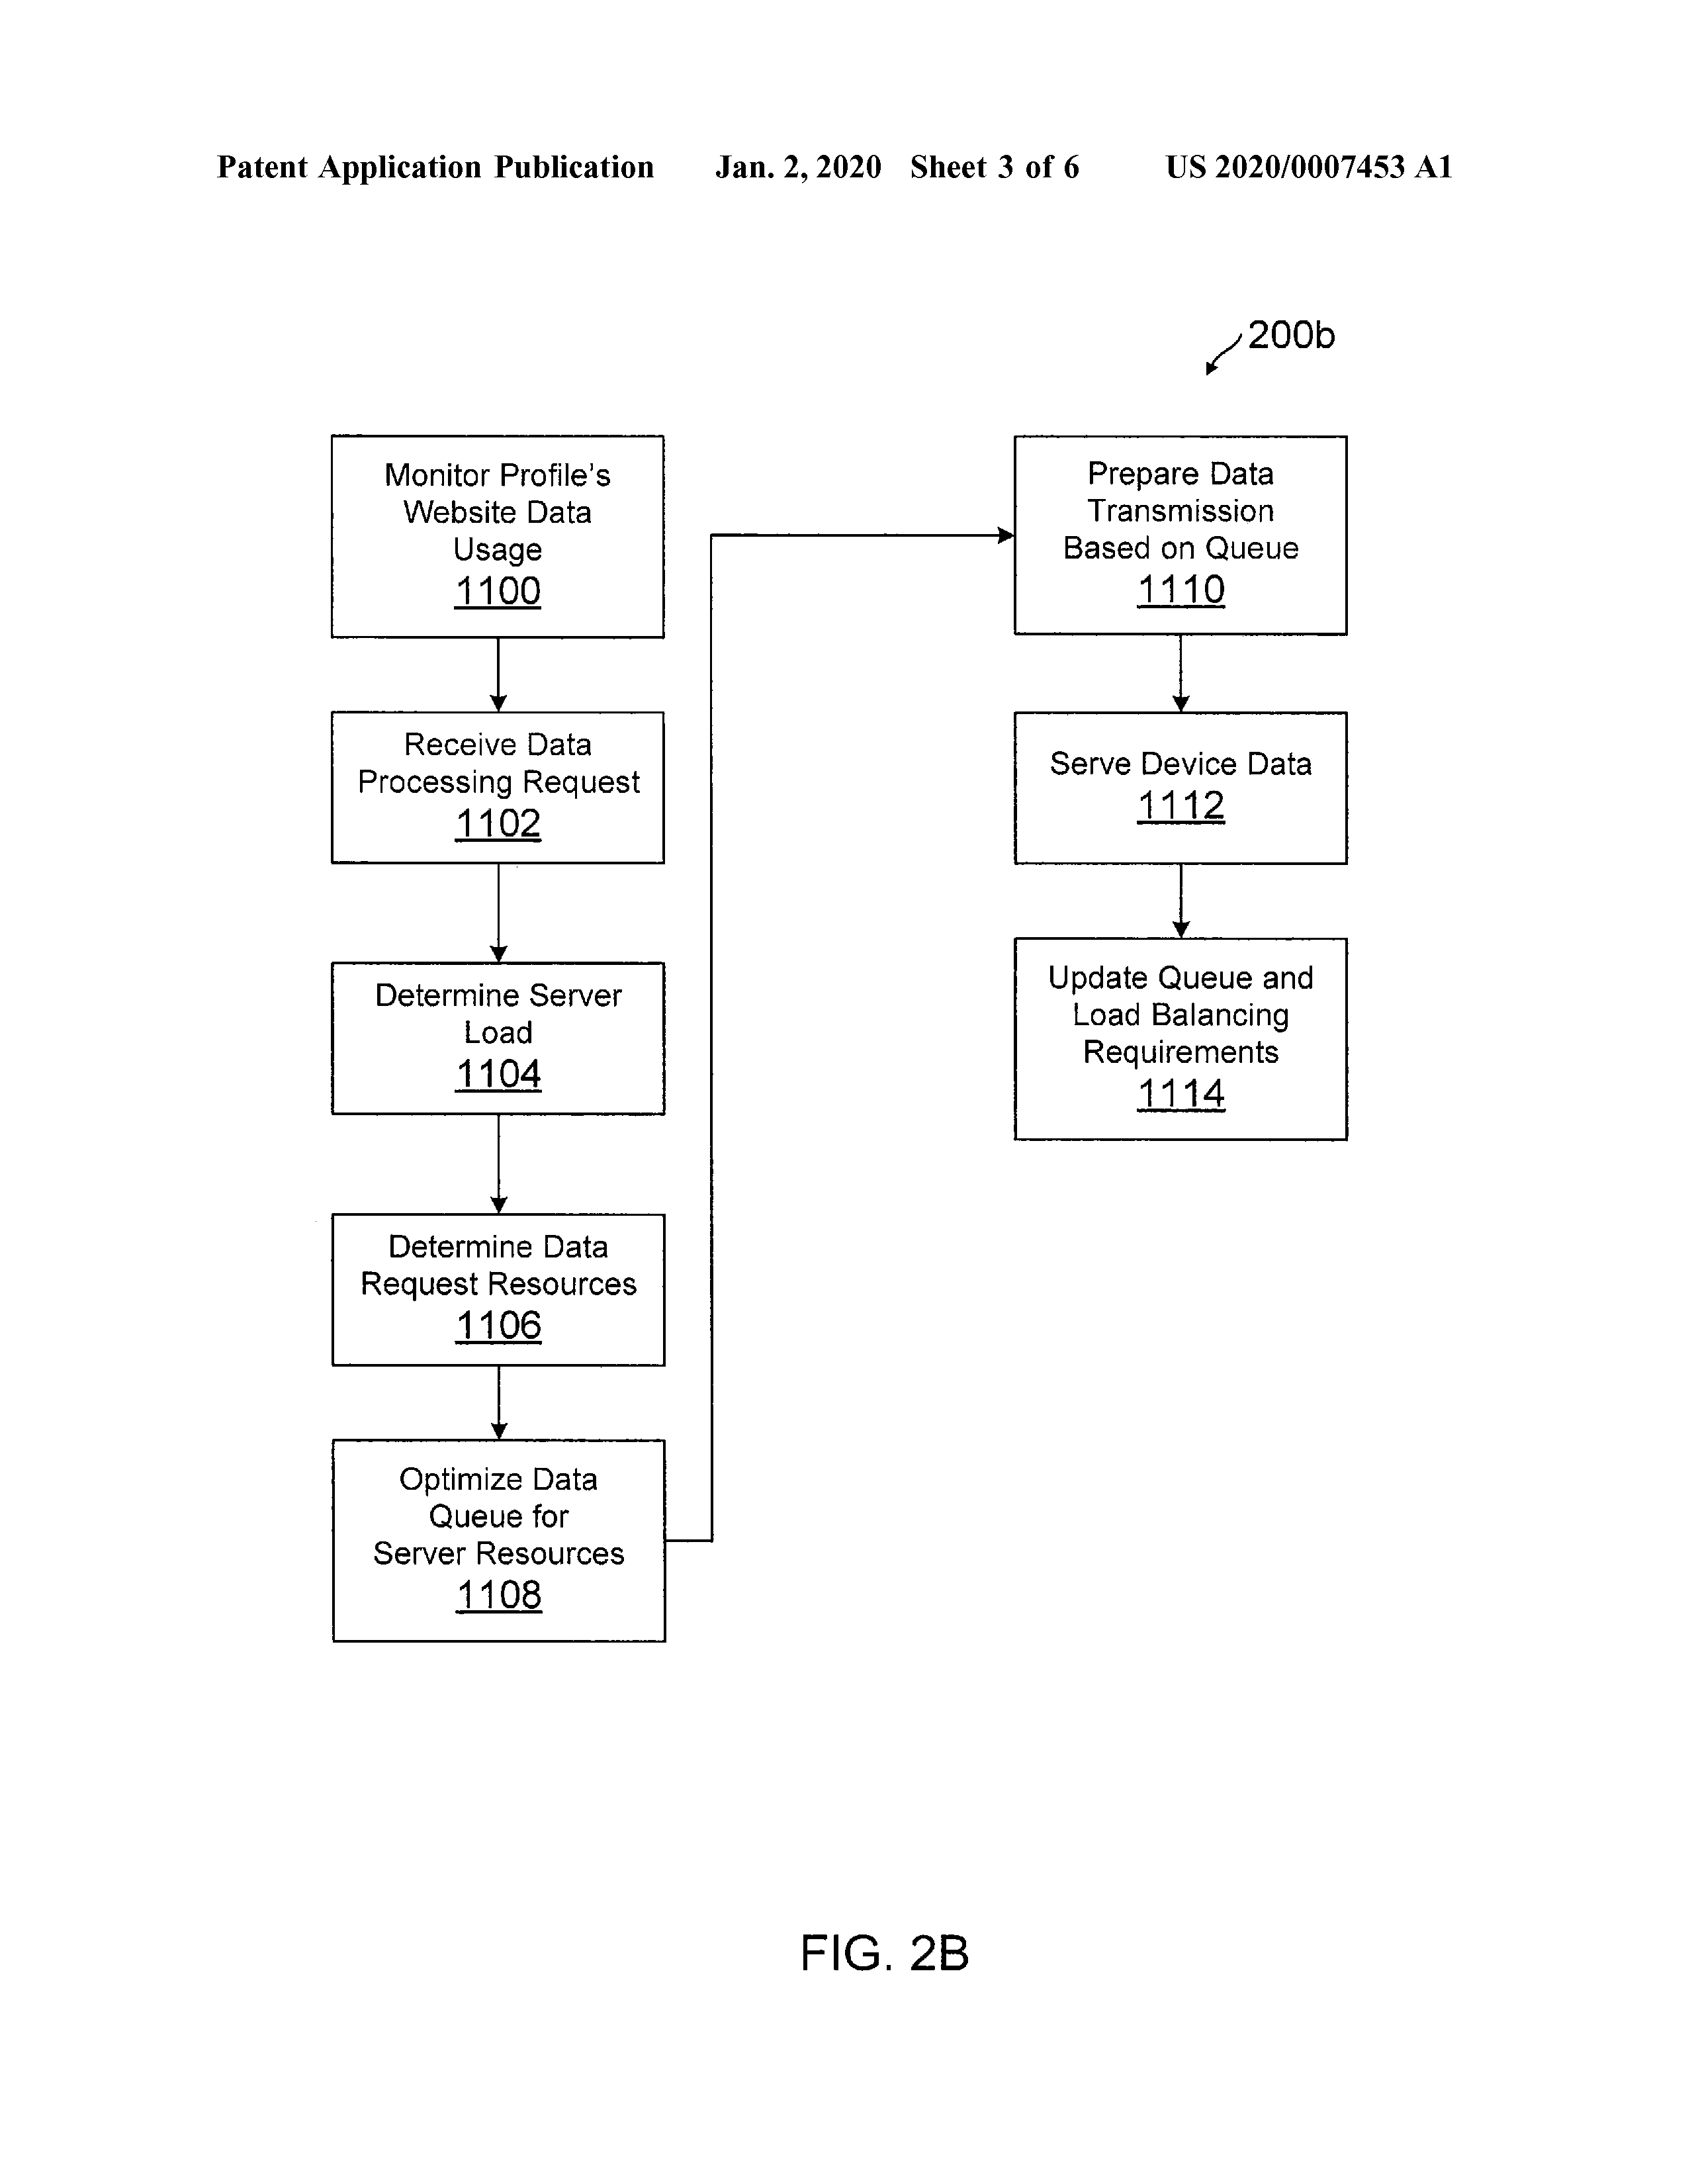 Patent Application Publication Jan. 2, 2020 Sheet 3 of 6 US 2020/0007453 A1
200b
Monitor Profile's
Website Data
Usage
1100
Receive Data
Processing Request
1102
Determine Server
Load
1104
Determine Data
Request Resources
1106
Optimize Data
Queue for
Server Resources
1108
Prepare Data
Transmission
Based on Queue
1110
Serve Device Data
1112
Update Queue and
Load Balancing
Requirements
1114
FIG. 2B